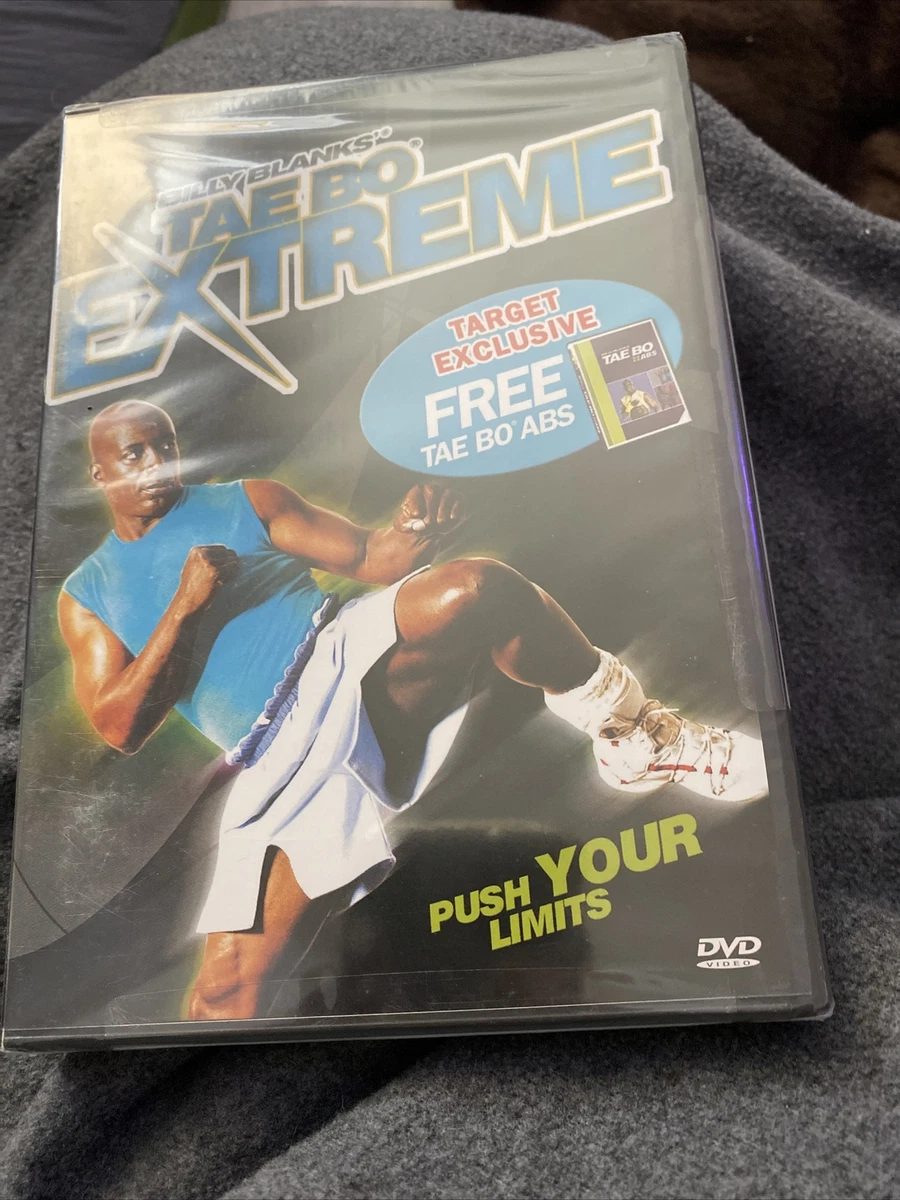 BILLY BLANKS'®
TAE BO®
EXTREME
TARGET
EXCLUSIVE
FREE
TAE BO® ABS
TAE BO
ABS
PUSH YOUR
LIMITS
DVD
VIDEO